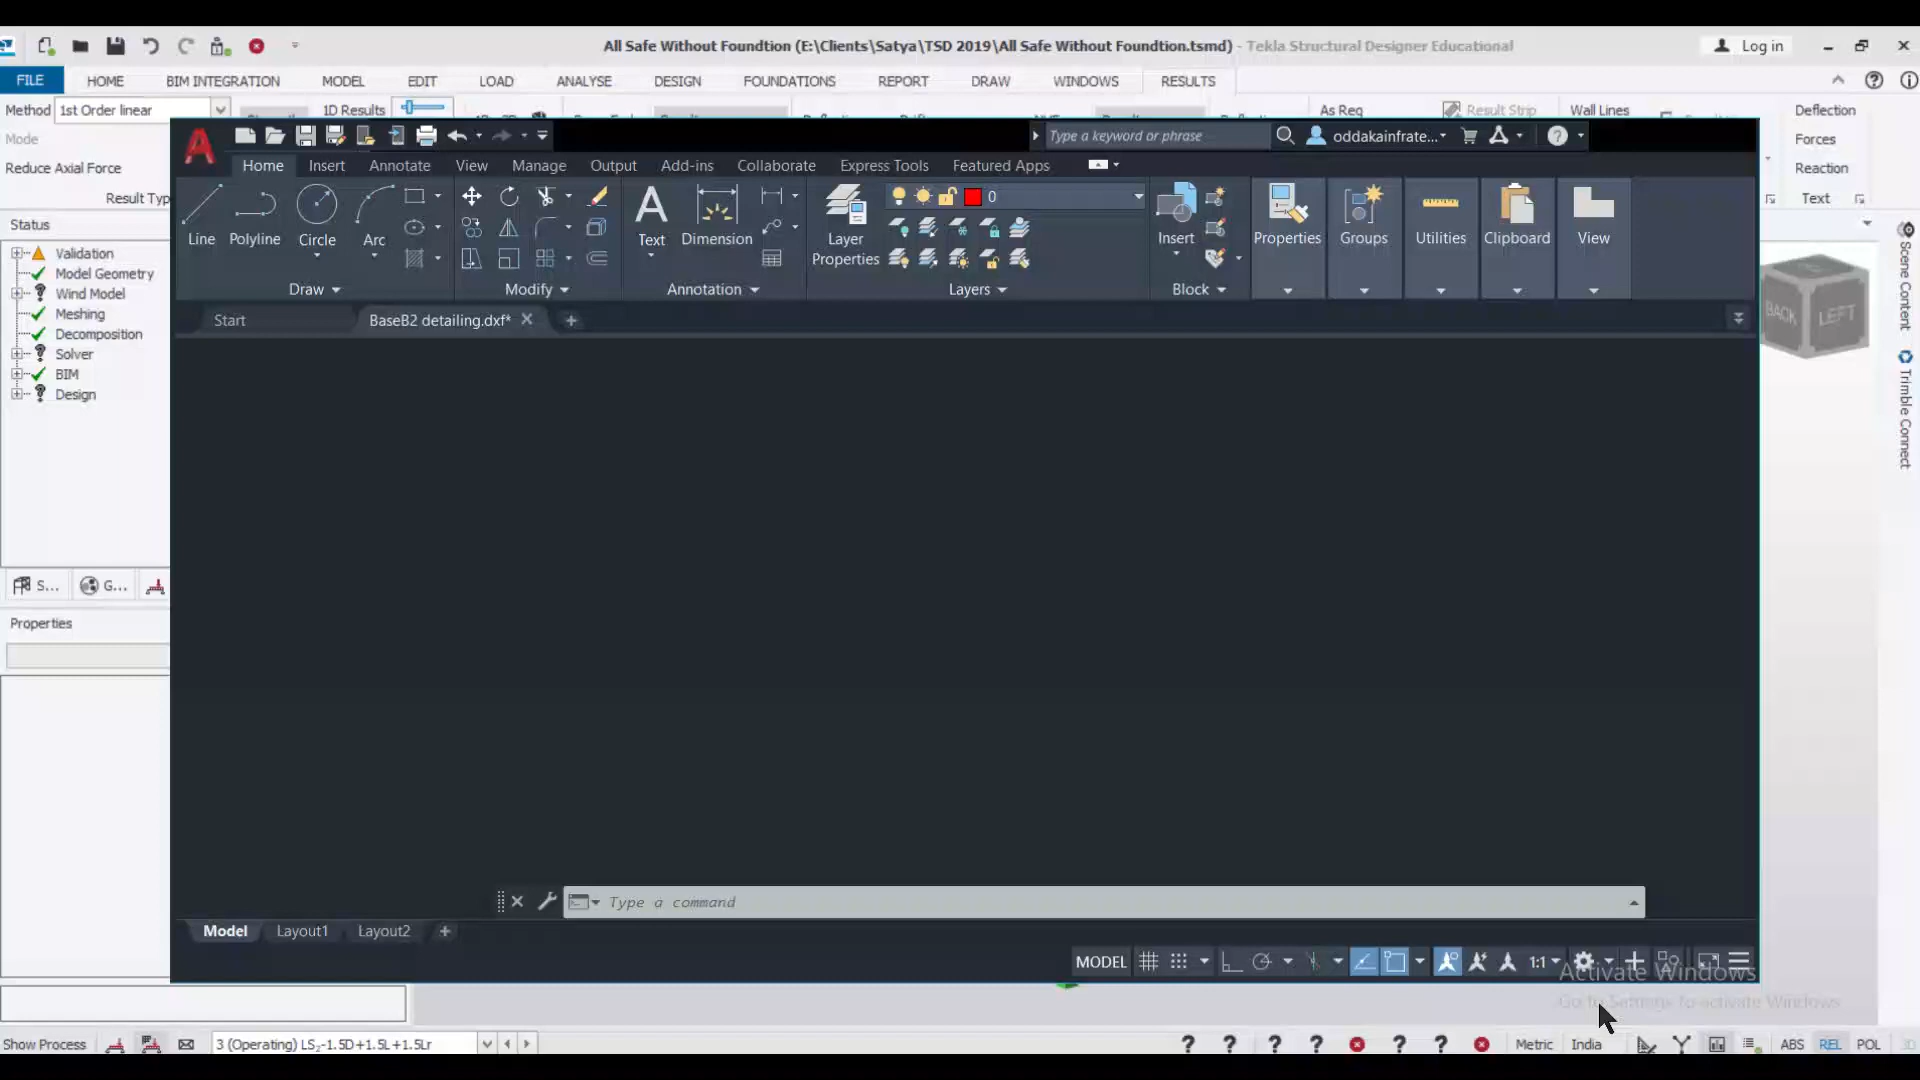 All Safe Without Foundtion (E:\Clients\Satya\TSD 2019\All Safe Without Foundtion.tsmd) - Tekla Structural Designer Educational
Log in
FILE HOME BIM INTEGRATION MODEL EDIT LOAD ANALYSE DESIGN FOUNDATIONS REPORT DRAW WINDOWS RESULTS
Method 1st Order linear 1D Results As Req Result Strip Wall Lines Deflection
Mode Forces
Reduce Axial Force Reaction
Result Typ Text
Type a keyword or phrase oddakainfrate...
Home Insert Annotate View Manage Output Add-ins Collaborate Express Tools Featured Apps
0
Line Polyline Circle Arc Text Dimension Layer Properties Insert Properties Groups Utilities Clipboard View
Draw Modify Annotation Layers Block
Start BaseB2 detailing.dxf*
Status
Validation
Model Geometry
Wind Model
Meshing
Decomposition
Solver
BIM
Design
S... G...
Properties
BACK LEFT
Scene Content
Trimble Connect
Type a command
Model Layout1 Layout2
MODEL 1:1
Activate Windows
Go to Settings to activate Windows.
Show Process 3 (Operating) LS₂-1.5D+1.5L+1.5Lr Metric India ABS REL POL